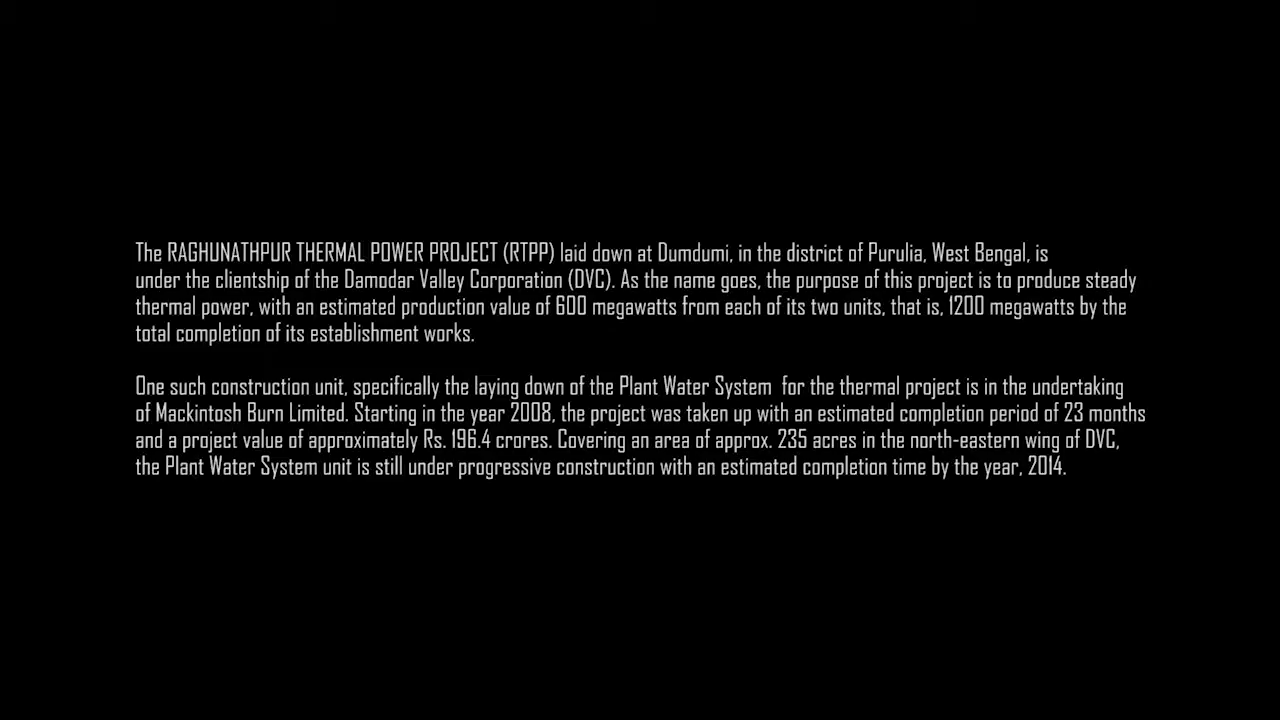 The RAGHUNATHPUR THERMAL POWER PROJECT (RTPP) laid down at Dumdumi, in the district of Purulia, West Bengal, is
under the clientship of the Damodar Valley Corporation (DVC). As the name goes, the purpose of this project is to produce steady
thermal power, with an estimated production value of 600 megawatts from each of its two units, that is, 1200 megawatts by the
total completion of its establishment works.
One such construction unit, specifically the laying down of the Plant Water System for the thermal project is in the undertaking
of Mackintosh Burn Limited. Starting in the year 2008, the project was taken up with an estimated completion period of 23 months
and a project value of approximately Rs. 196.4 crores. Covering an area of approx. 235 acres in the north-eastern wing of DVC,
the Plant Water System unit is still under progressive construction with an estimated completion time by the year, 2014.